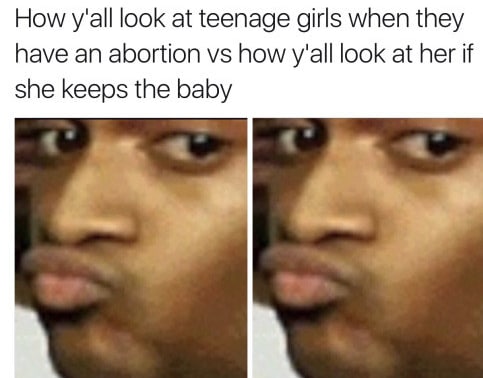 How y'all look at teenage girls when they
have an abortion vs how y'all look at her if
she keeps the baby